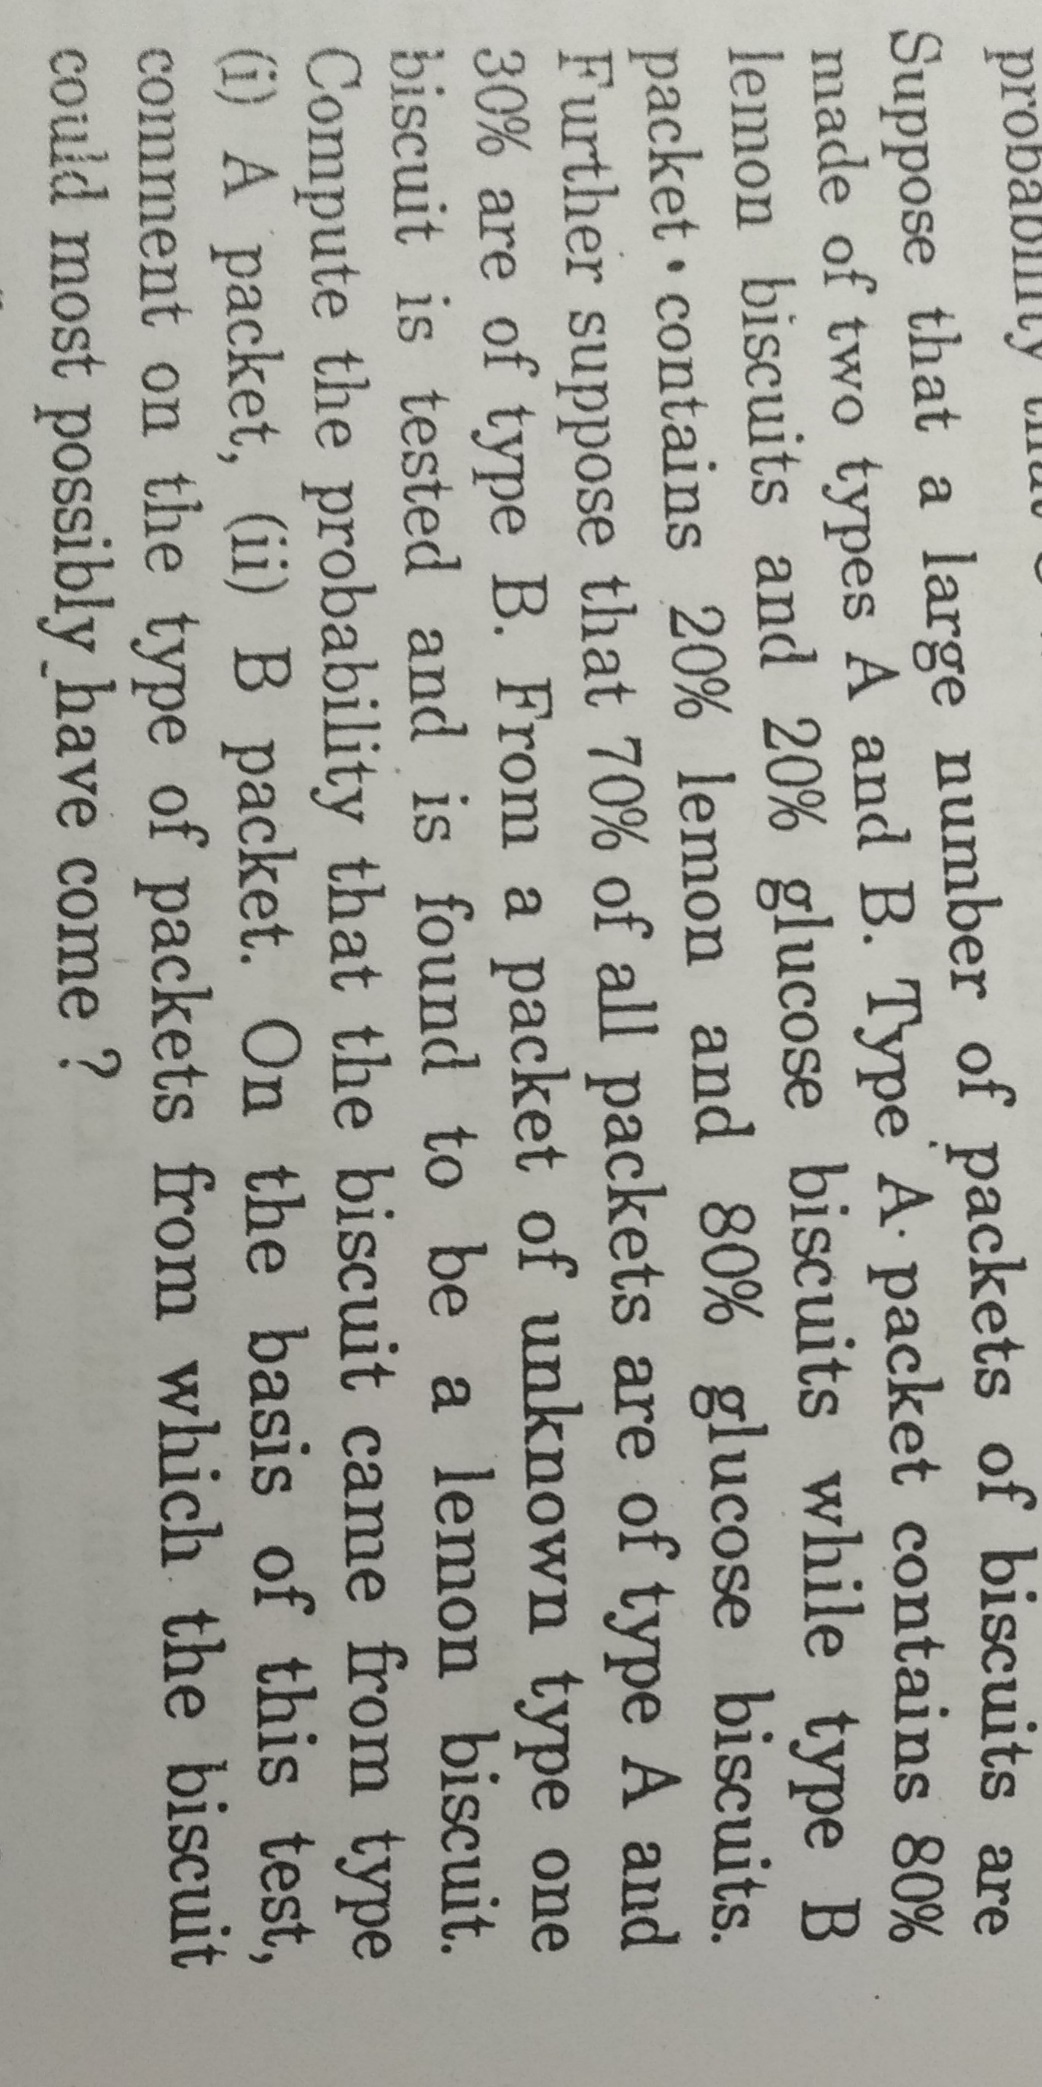 probability that
Suppose that a large number of packets of biscuits are
made of two types A and B. Type A packet contains 80%
lemon biscuits and 20% glucose biscuits while type B
packet contains 20% lemon and 80% glucose biscuits.
Further suppose that 70% of all packets are of type A and
30% are of type B. From a packet of unknown type one
biscuit is tested and is found to be a lemon biscuit.
Compute the probability that the biscuit came from type
(i) A packet, (ii) B packet. On the basis of this test,
comment on the type of packets from which the biscuit
could most possibly have come ?